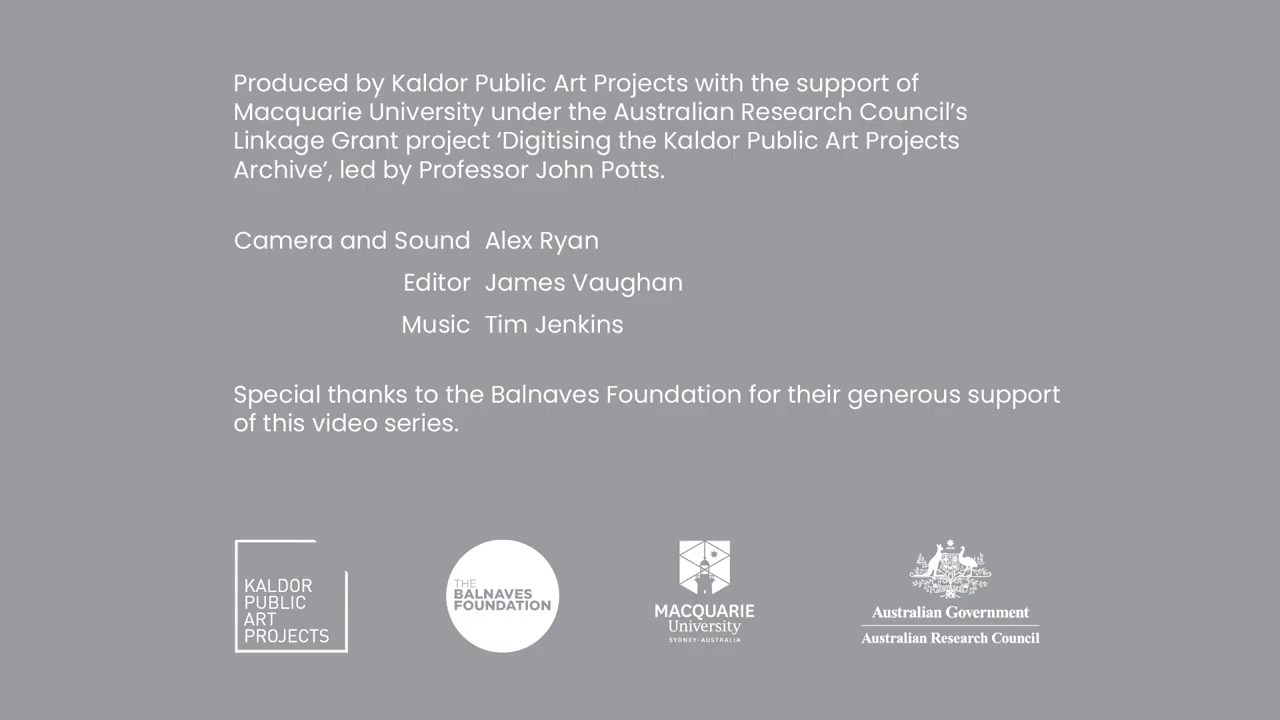 Produced by Kaldor Public Art Projects with the support of
Macquarie University under the Australian Research Council’s
Linkage Grant project ‘Digitising the Kaldor Public Art Projects
Archive’, led by Professor John Potts.
Camera and Sound Alex Ryan
Editor James Vaughan
Music Tim Jenkins
Special thanks to the Balnaves Foundation for their generous support
of this video series.
KALDOR
PUBLIC
ART
PROJECTS
THE
BALNAVES
FOUNDATION
MACQUARIE
University
SYDNEY·AUSTRALIA
Australian Government
Australian Research Council